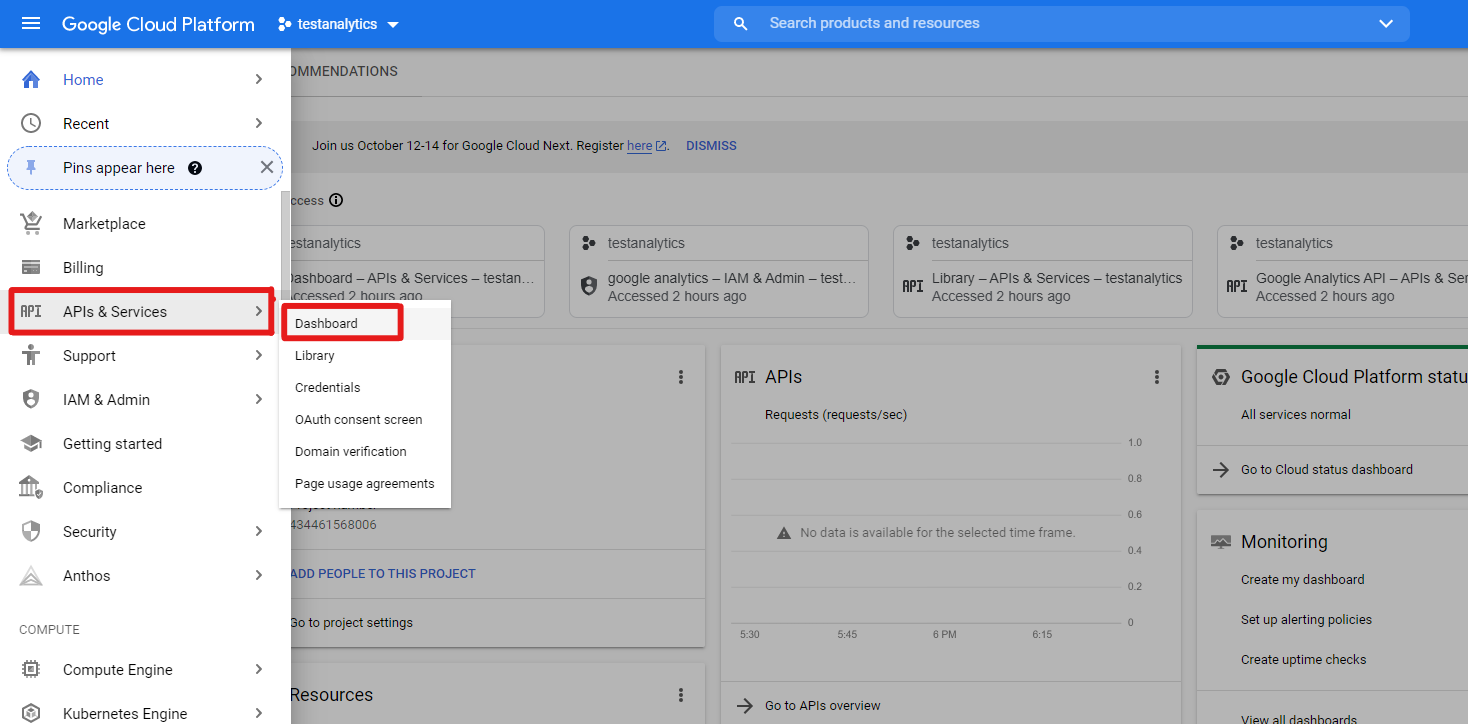 Google Cloud Platform
testanalytics
Search products and resources
Home
Recent
Pins appear here
Marketplace
Billing
API
APIs & Services
Support
IAM & Admin
Getting started
Compliance
Security
Anthos
COMPUTE
Compute Engine
Kubernetes Engine
Dashboard
Library
Credentials
OAuth consent screen
Domain verification
Page usage agreements
OMMENDATIONS
Join us October 12-14 for Google Cloud Next. Register here.
DISMISS
ccess
estanalytics
Dashboard – APIs & Services – testan…
Accessed 2 hours ago
testanalytics
google analytics – IAM & Admin – test…
Accessed 2 hours ago
testanalytics
API
Library – APIs & Services – testanalytics
Accessed 2 hours ago
testanalytics
API
Google Analytics API – APIs & Ser
Accessed 2 hours ago
434461568006
ADD PEOPLE TO THIS PROJECT
Go to project settings
Resources
API
APIs
Requests (requests/sec)
1.0
0.8
0.6
0.4
0.2
0
No data is available for the selected time frame.
5:30
5:45
6 PM
6:15
Go to APIs overview
Google Cloud Platform statu
All services normal
Go to Cloud status dashboard
Monitoring
Create my dashboard
Set up alerting policies
Create uptime checks
View all dashboards